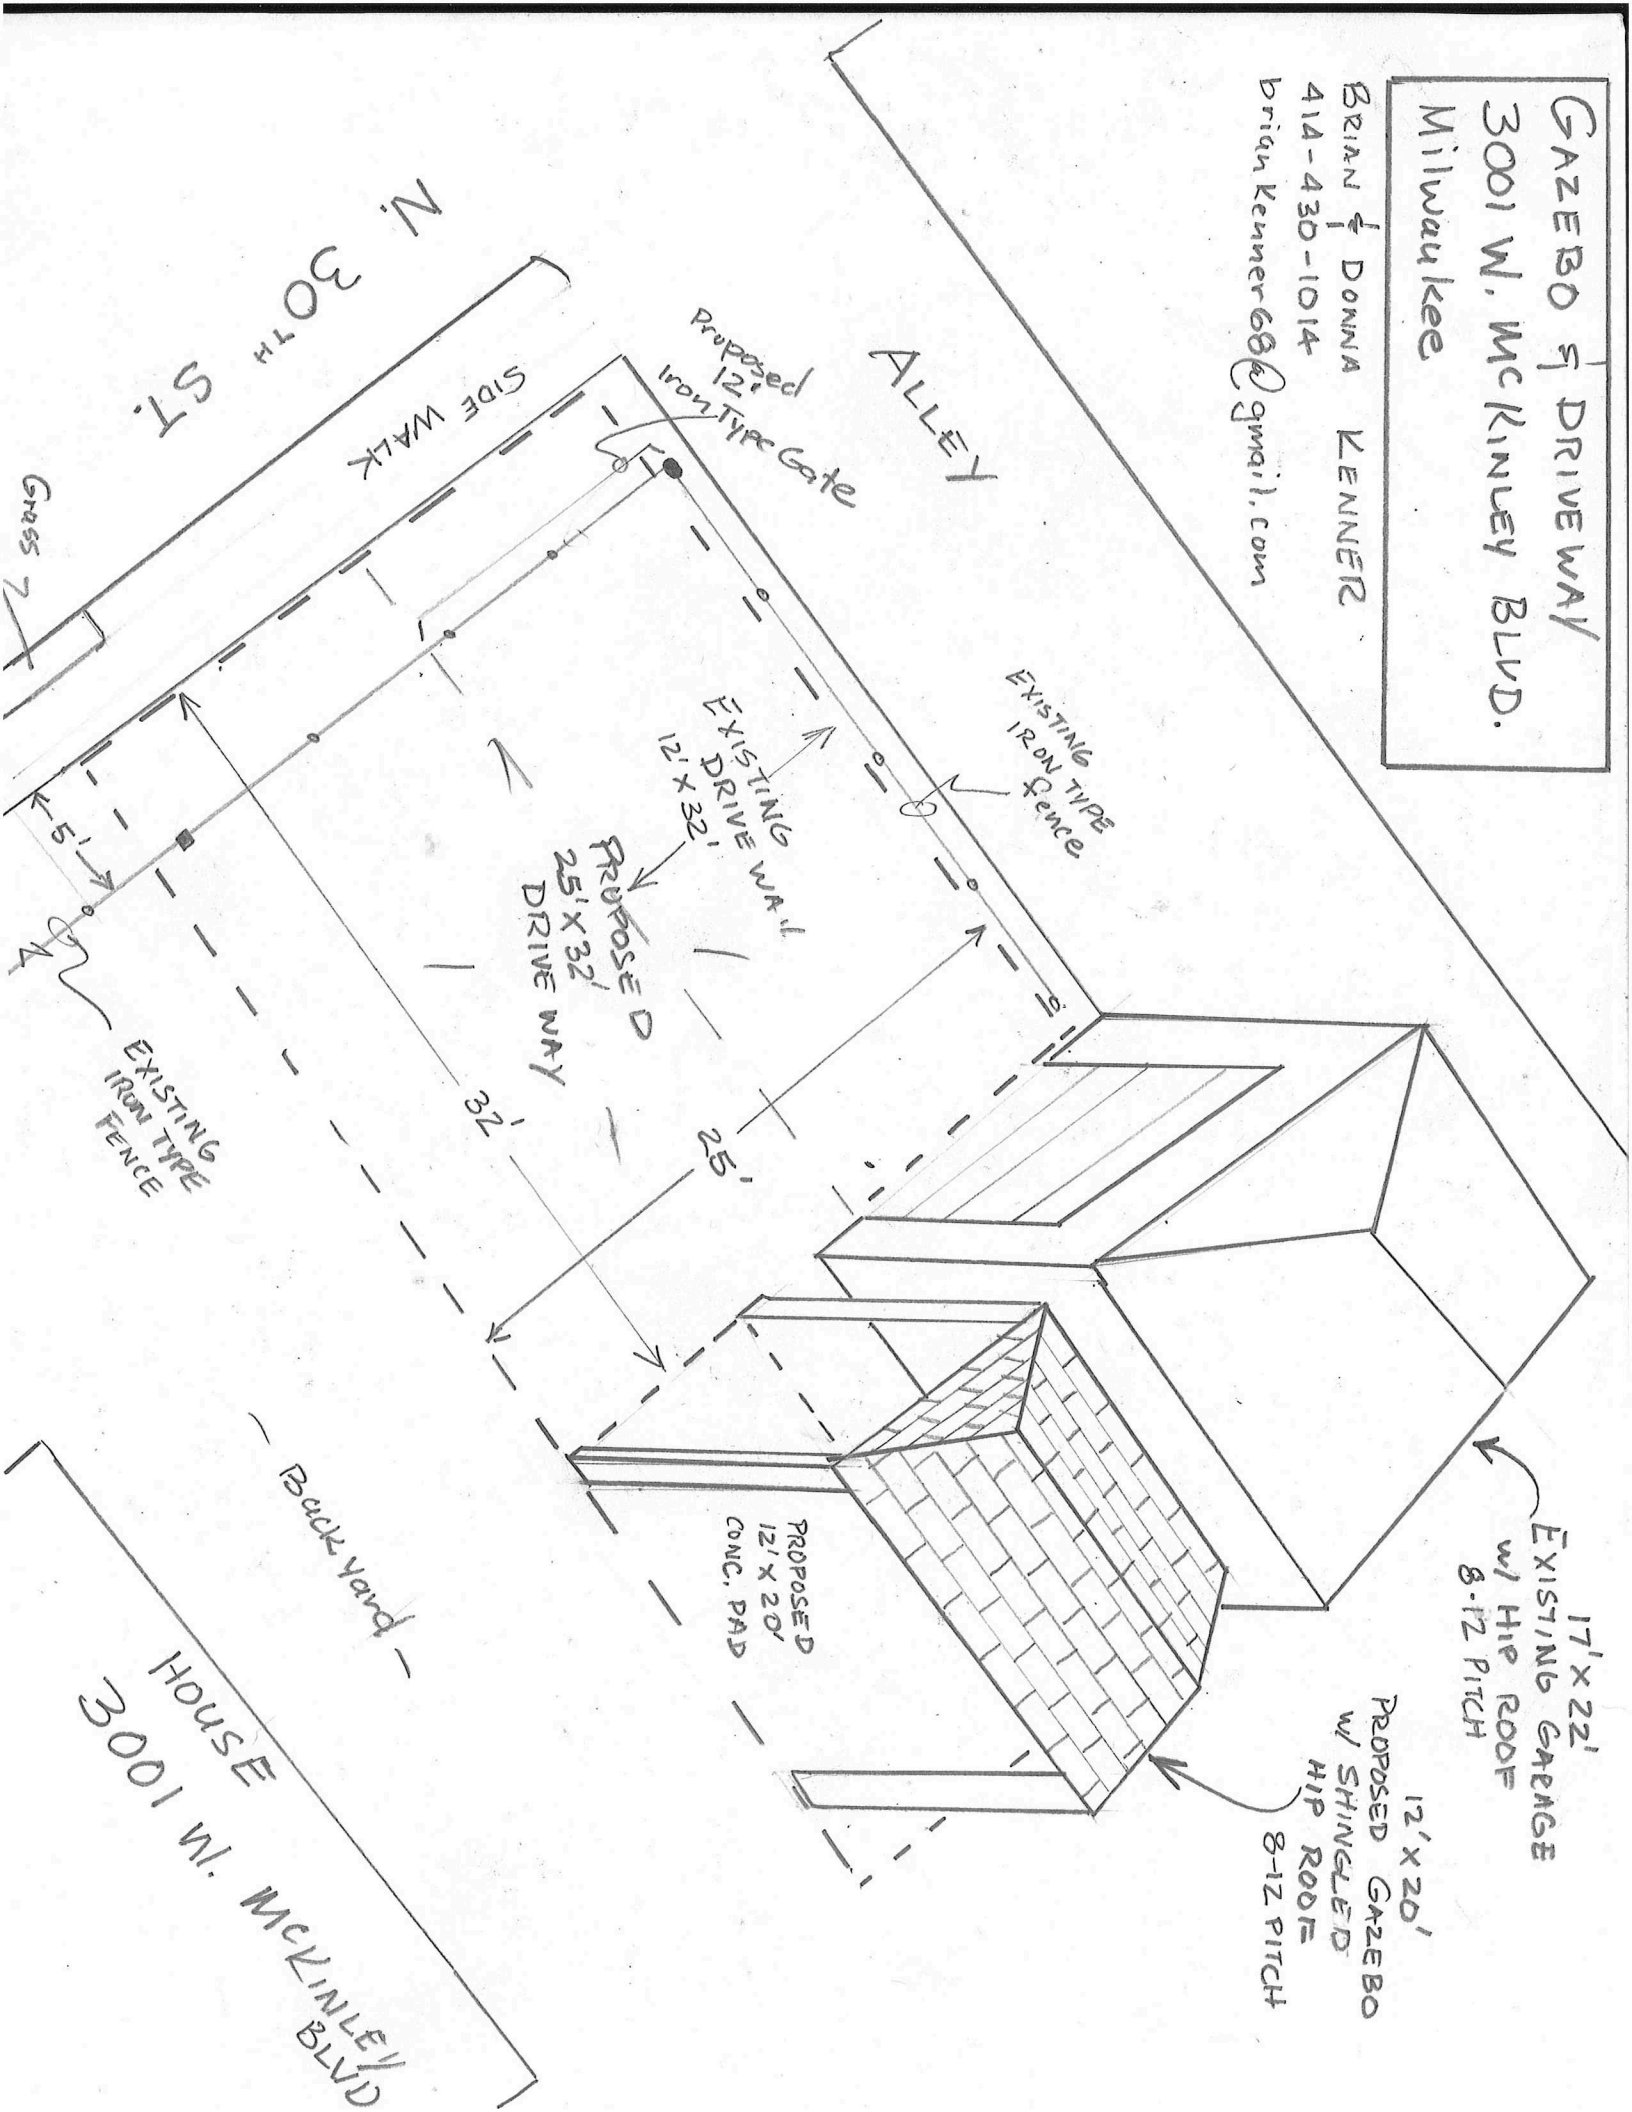 GAZEBO & DRIVEWAY
3001 W. MCKINLEY BLVD.
Milwaukee
BRIAN & DONNA KENNER
414-430-1014
briankenner68@gmail.com
ALLEY
N. 30TH ST.
SIDE WALK
Grass
proposed
12'
Iron Type Gate
EXISTING
IRON TYPE
fence
EXISTING
DRIVE WAY
12' X 32'
PROPOSED
25' X 32'
DRIVE WAY
5'
32'
25'
EXISTING
IRON TYPE
FENCE
17' X 22'
EXISTING GARAGE
w/ HIP ROOF
8-12 PITCH
12' X 20'
PROPOSED GAZEBO
w/ SHINGLED
HIP ROOF
8-12 PITCH
PROPOSED
12' X 20'
CONC. PAD
- Back yard -
HOUSE
3001 W. MCKINLEY
BLVD